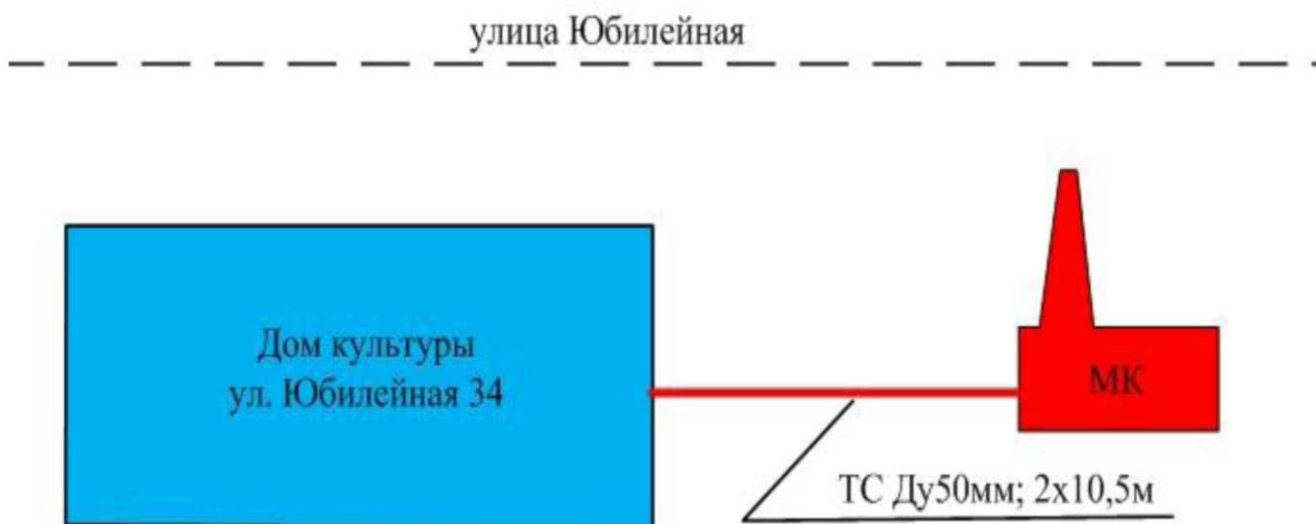 улица Юбилейная
Дом культуры
ул. Юбилейная 34
МК
ТС Ду50мм; 2х10,5м